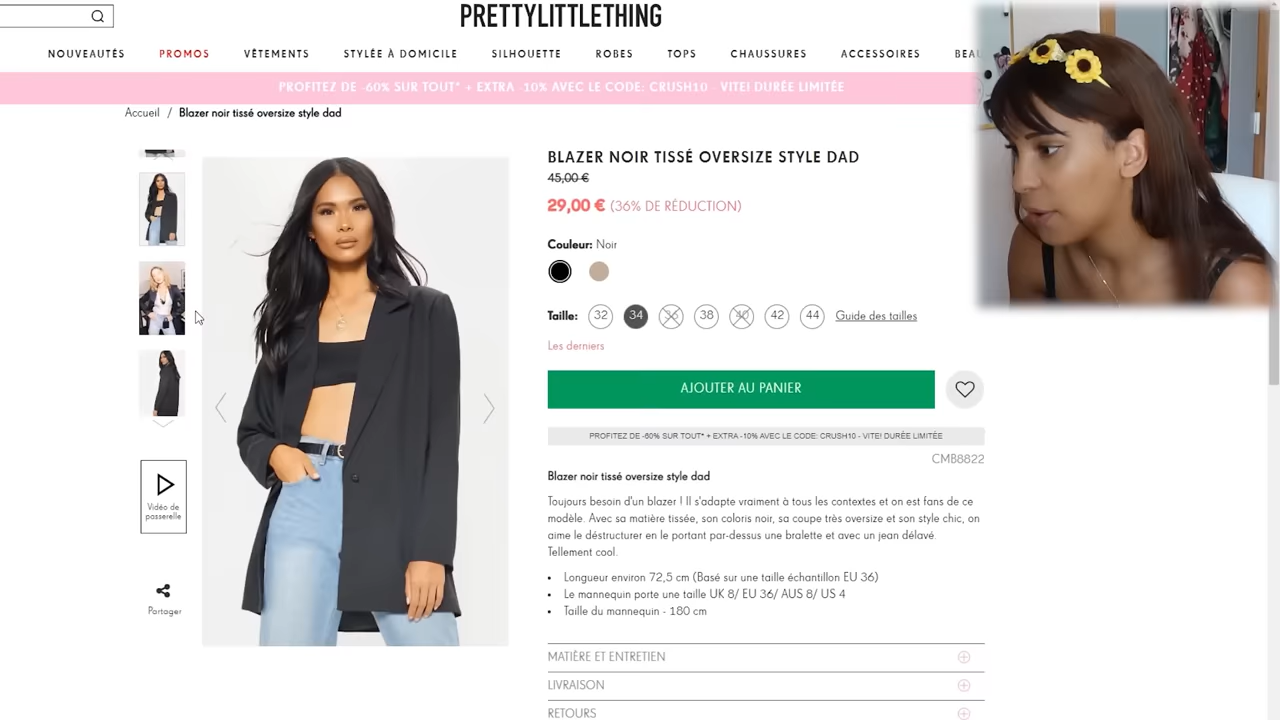 PRETTYLITTLETHING
NOUVEAUTÉS PROMOS VÊTEMENTS STYLÉE À DOMICILE SILHOUETTE ROBES TOPS CHAUSSURES ACCESSOIRES BEAU
PROFITEZ DE -60% SUR TOUT* + EXTRA -10% AVEC LE CODE: CRUSH10 - VITE! DURÉE LIMITÉE
Accueil / Blazer noir tissé oversize style dad
BLAZER NOIR TISSÉ OVERSIZE STYLE DAD
45,00 €
29,00 € (36% DE RÉDUCTION)
Couleur: Noir
Taille: 32 34 36 38 40 42 44 Guide des tailles
Les derniers
AJOUTER AU PANIER
PROFITEZ DE -60% SUR TOUT* + EXTRA -10% AVEC LE CODE: CRUSH10 - VITE! DURÉE LIMITÉE
CMB8822
Blazer noir tissé oversize style dad
Toujours besoin d'un blazer ! Il s'adapte vraiment à tous les contextes et on est fans de ce
modèle. Avec sa matière tissée, son coloris noir, sa coupe très oversize et son style chic, on
aime le déstructurer en le portant par-dessus une bralette et avec un jean délavé.
Tellement cool.
• Longueur environ 72,5 cm (Basé sur une taille échantillon EU 36)
• Le mannequin porte une taille UK 8/ EU 36/ AUS 8/ US 4
• Taille du mannequin - 180 cm
Vidéo de
passerelle
Partager
MATIÈRE ET ENTRETIEN
LIVRAISON
RETOURS